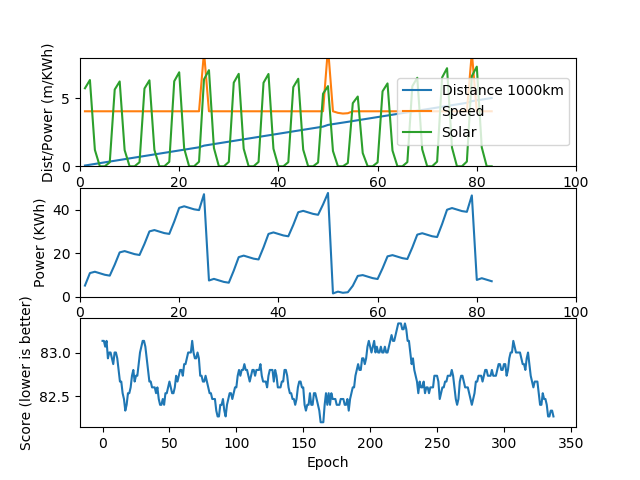 Dist/Power (m/KWh)
5
0
Distance 1000km
Speed
Solar
0 20 40 60 80 100
Power (KWh)
40
20
0
0 20 40 60 80 100
Score (lower is better)
83.0
82.5
0 50 100 150 200 250 300 350
Epoch